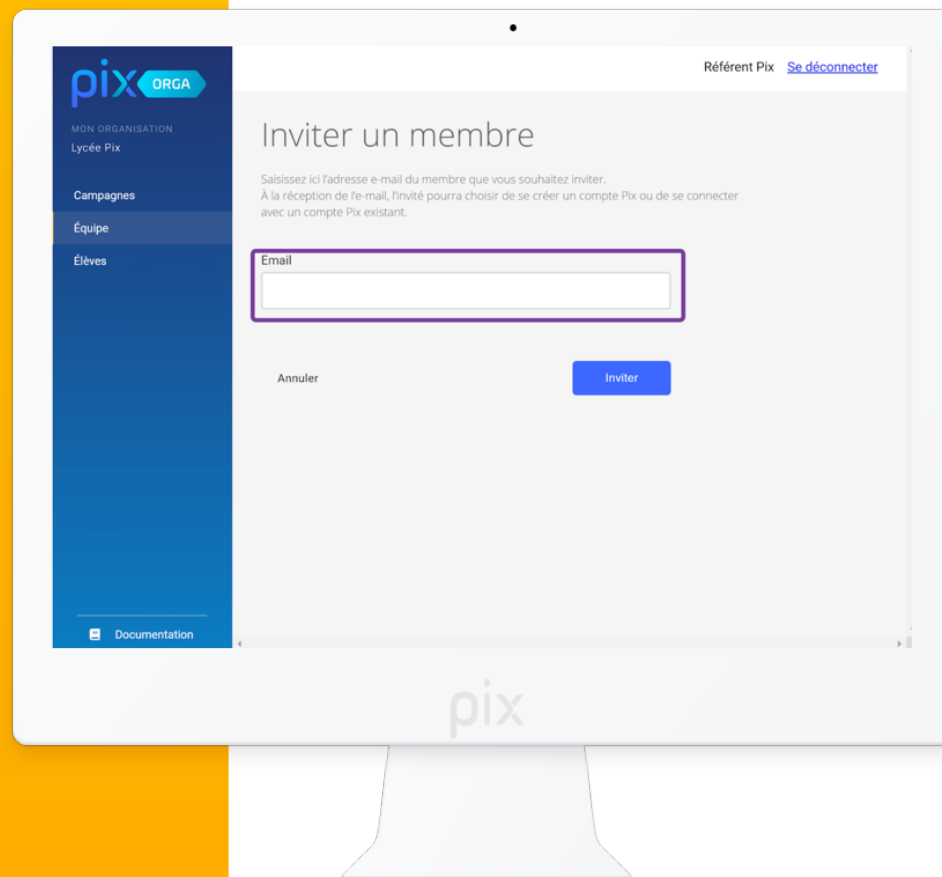 pix ORGA
Référent Pix Se déconnecter
MON ORGANISATION
Lycée Pix
Campagnes
Équipe
Élèves
Documentation
Inviter un membre
Saisissez ici l'adresse e-mail du membre que vous souhaitez inviter.
À la réception de l'e-mail, l'invité pourra choisir de se créer un compte Pix ou de se connecter
avec un compte Pix existant.
Email
Annuler
Inviter
pix